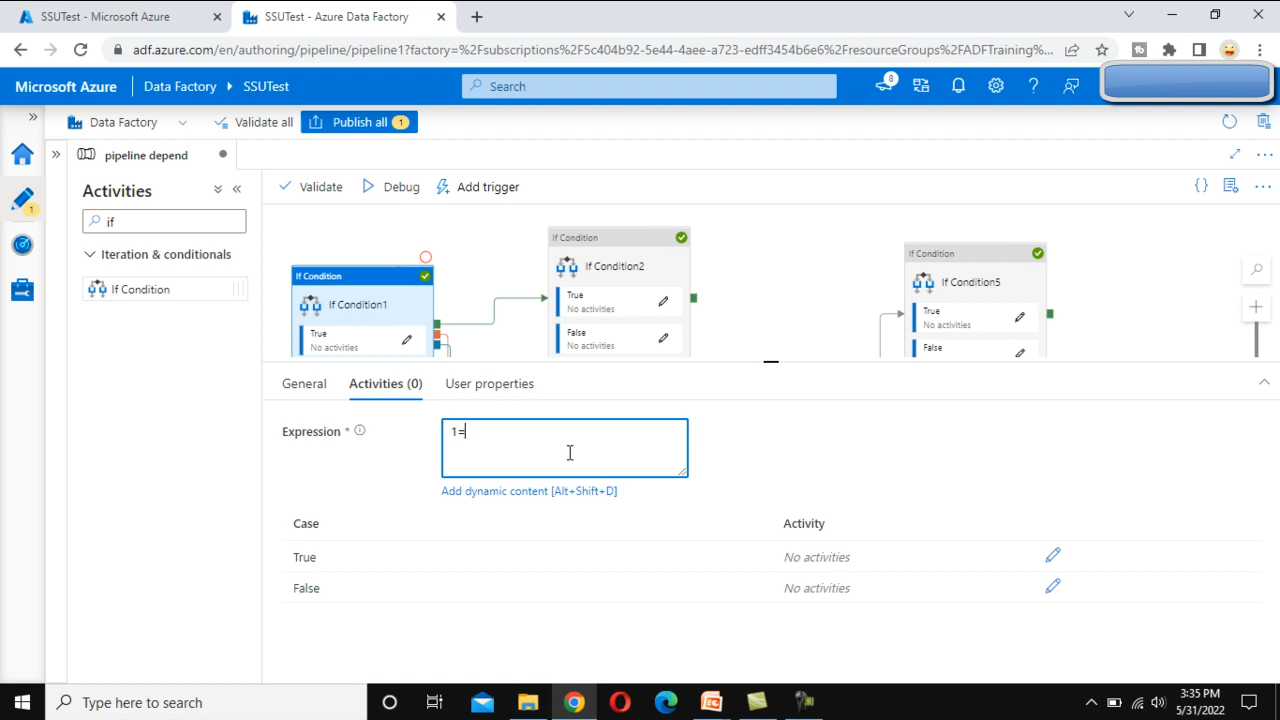 SSUTest - Microsoft Azure
SSUTest - Azure Data Factory
adf.azure.com/en/authoring/pipeline/pipeline1?factory=%2Fsubscriptions%2F5c404b92-5e44-4aee-a723-edff3454b6e6%2FresourceGroups%2FADFTraining%...
Microsoft Azure
Data Factory
SSUTest
Search
8
Data Factory
Validate all
Publish all 1
pipeline depend
Activities
Validate
Debug
Add trigger
if
Iteration & conditionals
If Condition
If Condition
If Condition1
True
No activities
If Condition
If Condition2
True
No activities
False
No activities
If Condition
If Condition5
True
No activities
False
1
General
Activities (0)
User properties
Expression *
1=
Add dynamic content [Alt+Shift+D]
Case
Activity
True
No activities
False
No activities
Type here to search
3:35 PM
5/31/2022